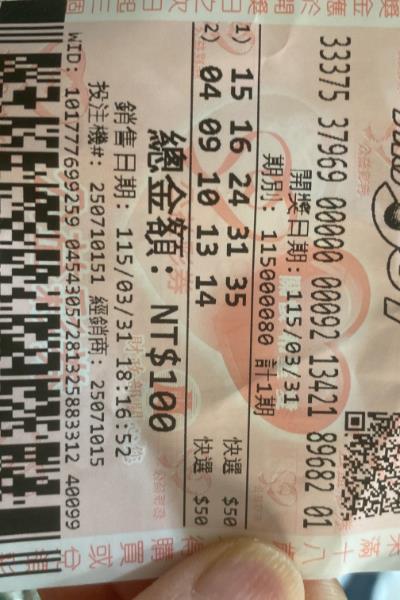 33375 37969 00000 00092 13421 89682 01
開獎日期：115/03/31
期別：115000080 計1期
1) 15 16 24 31 35 快選 $50
2) 04 09 10 13 14 快選 $50
總金額：NT$100
銷售日期：115/03/31 18:16:52
投注機#：250710151 經銷商：25071015
WID: 101777699259 04543057281325883312 40099